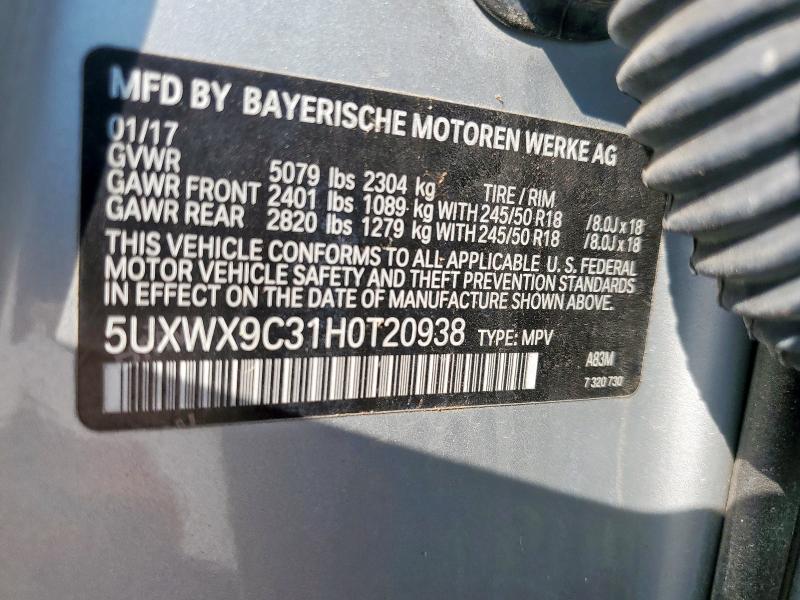 MFD BY BAYERISCHE MOTOREN WERKE AG
01/17
GVWR 5079 lbs 2304 kg TIRE / RIM
GAWR FRONT 2401 lbs 1089 kg WITH 245/50 R18 /8.0J x 18
GAWR REAR 2820 lbs 1279 kg WITH 245/50 R18 /8.0J x 18
THIS VEHICLE CONFORMS TO ALL APPLICABLE U. S. FEDERAL
MOTOR VEHICLE SAFETY AND THEFT PREVENTION STANDARDS
IN EFFECT ON THE DATE OF MANUFACTURE SHOWN ABOVE.
5UXWX9C31H0T20938 TYPE: MPV
A83M
7 320 730